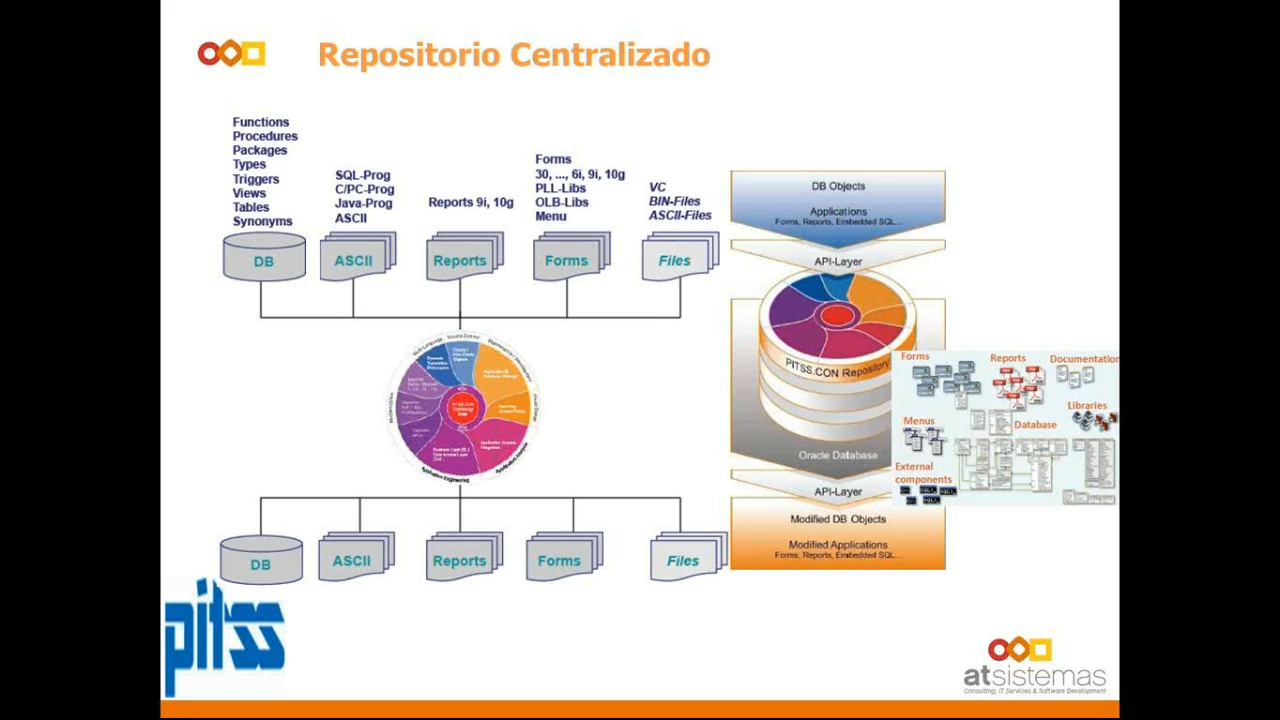 Repositorio Centralizado
Functions
Procedures
Packages
Types
Triggers
Views
Tables
Synonyms
SQL-Prog
C/PC-Prog
Java-Prog
ASCII
Reports 9i, 10g
Forms
30, ..., 6i, 9i, 10g
PLL-Libs
OLB-Libs
Menu
VC
BIN-Files
ASCII-Files
DB
ASCII
Reports
Forms
Files
DB Objects
Applications
Forms, Reports, Embedded SQL...
API-Layer
PITSS.CON Repository
Oracle Database
API-Layer
Modified DB Objects
Modified Applications
Forms, Reports, Embedded SQL...
Forms
Reports
Documentation
Libraries
Menus
Database
External
components
Application Engineering
DB
ASCII
Reports
Forms
Files
pitss
atsistemas
Consulting, IT Services & Software Development